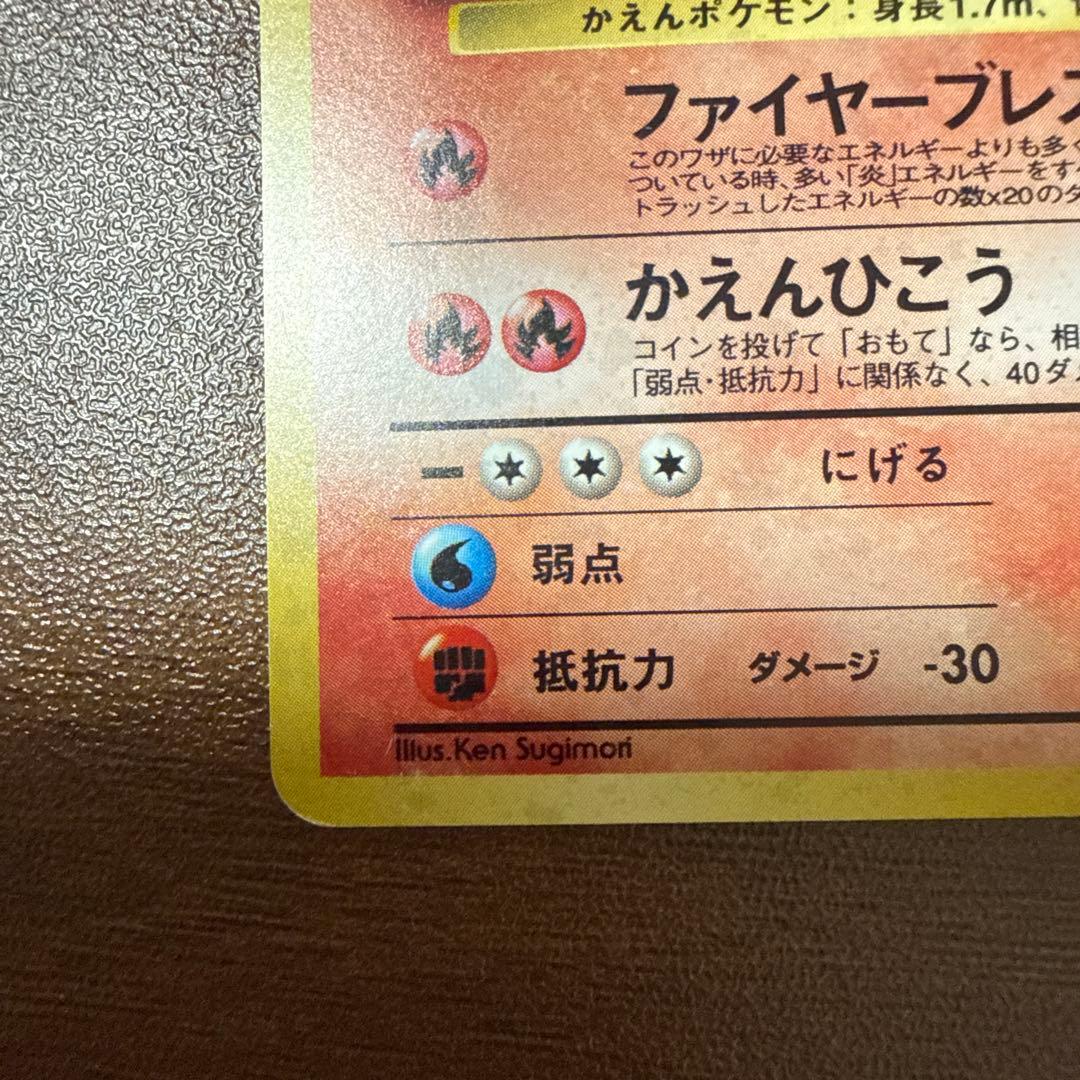 かえんポケモン：身長1.7m、
ファイヤーブレス
このワザに必要なエネルギーよりも多く
ついている時、多い「炎」エネルギーをす
トラッシュしたエネルギーの数x20のダ
かえんひこう
コインを投げて「おもて」なら、相
「弱点・抵抗力」に関係なく、40ダメ
ー にげる
弱点
抵抗力 ダメージ -30
Illus.Ken Sugimori